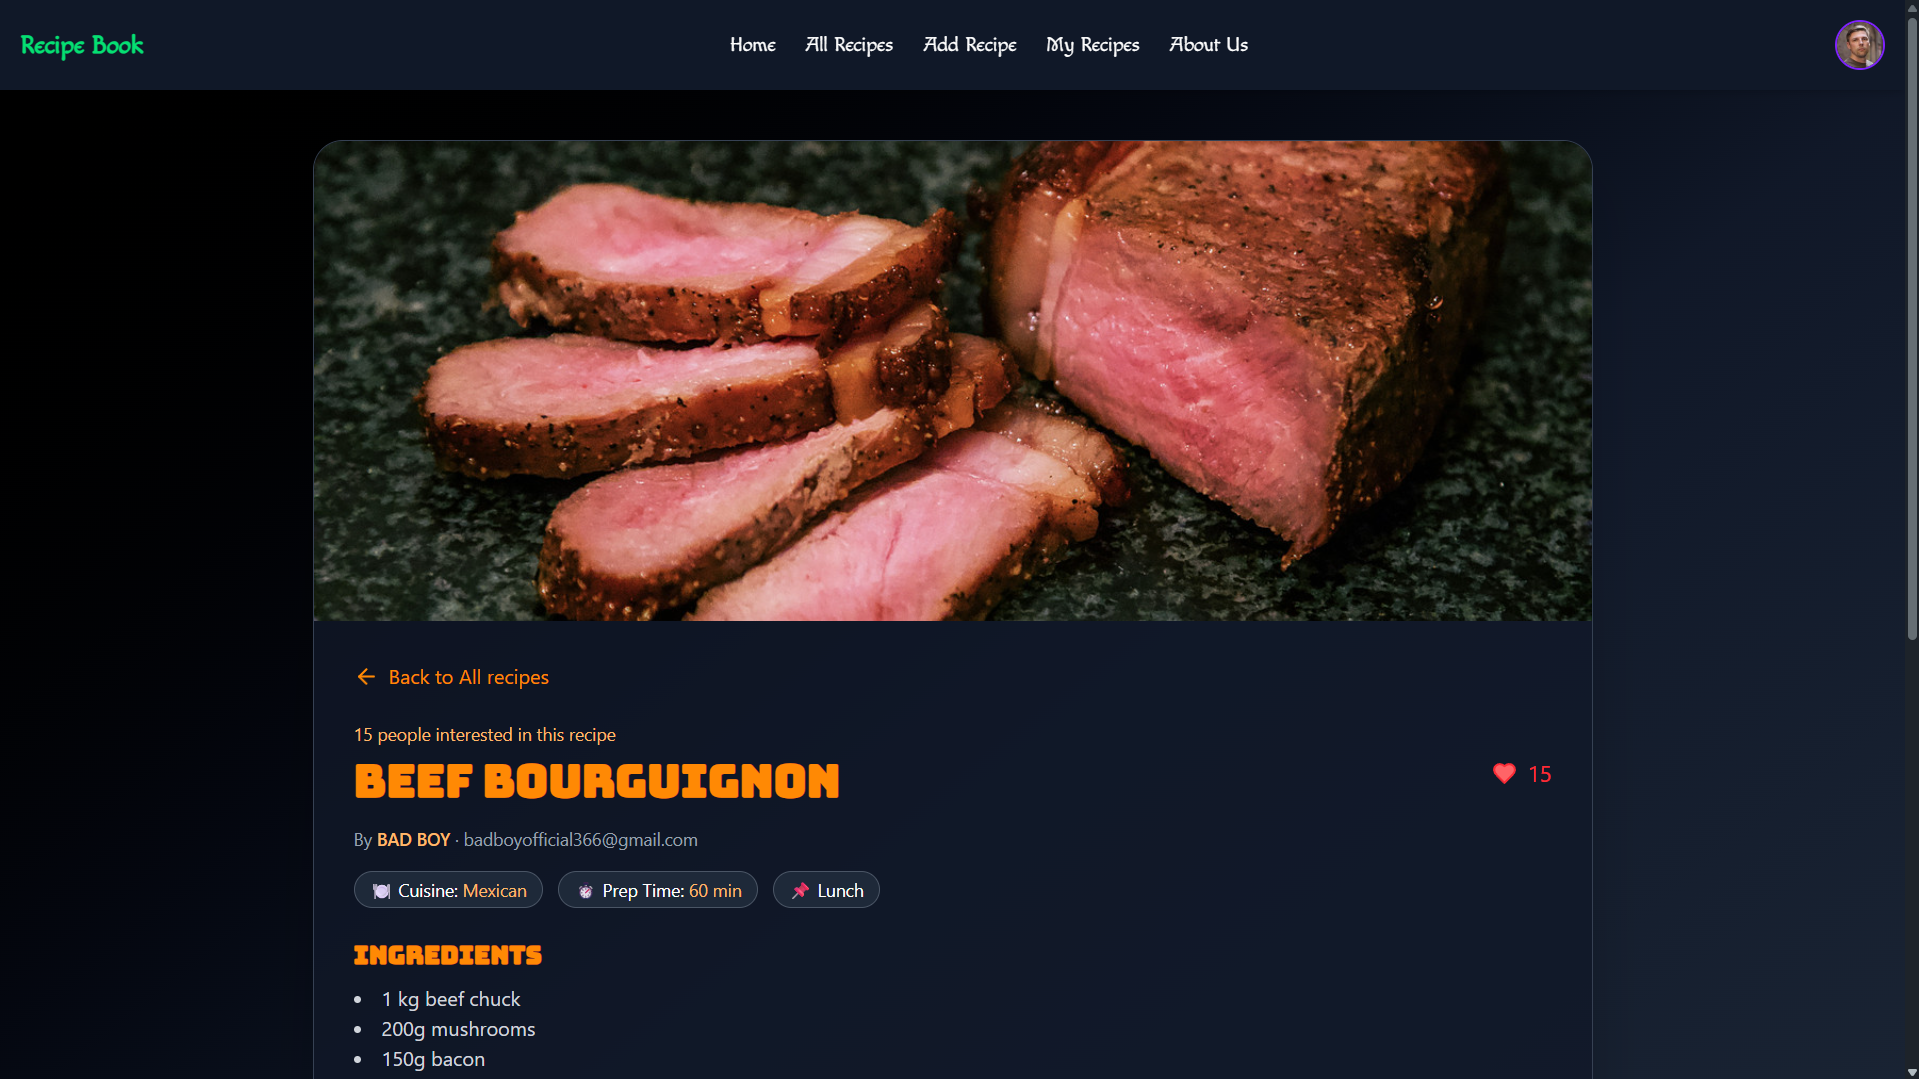 Recipe Book
Home All Recipes Add Recipe My Recipes About Us
Back to All recipes
15 people interested in this recipe
BEEF BOURGUIGNON
15
By BAD BOY · badboyofficial366@gmail.com
Cuisine: Mexican Prep Time: 60 min Lunch
INGREDIENTS
1 kg beef chuck
200g mushrooms
150g bacon